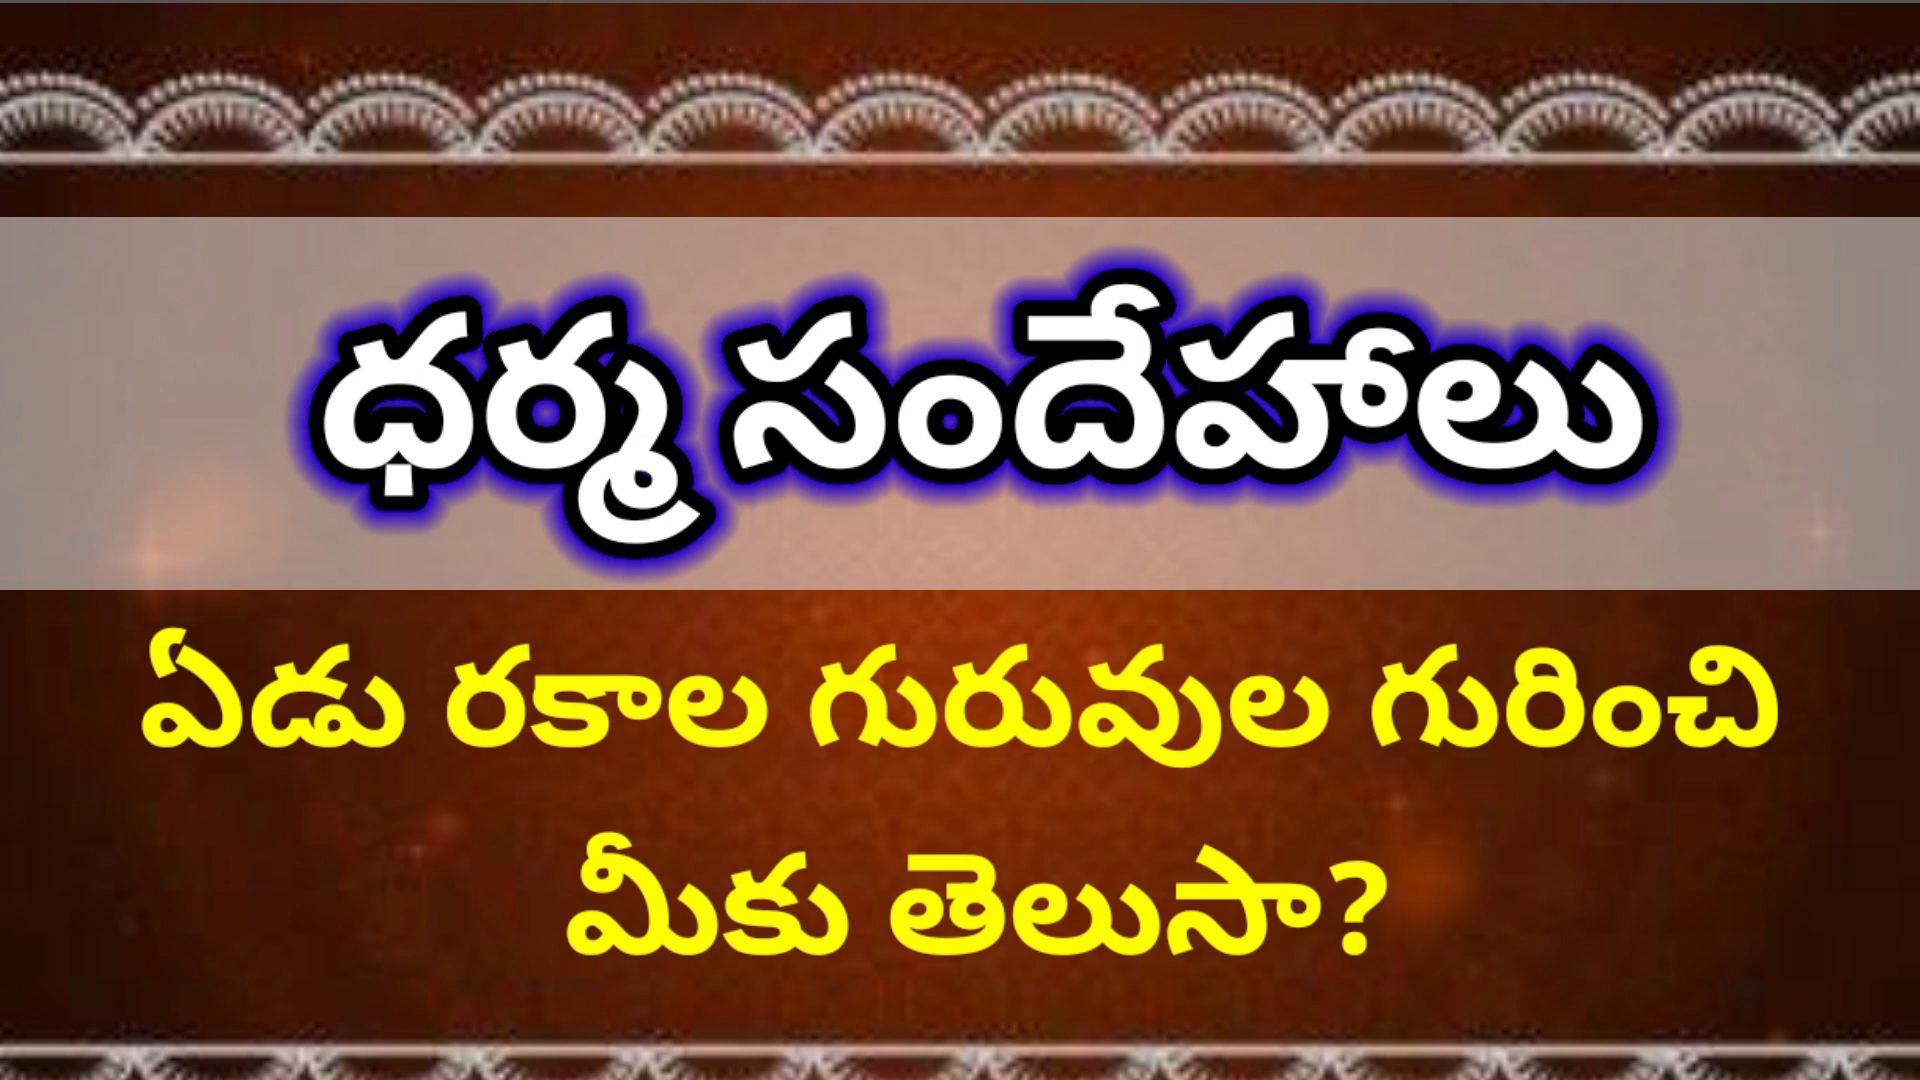 ధర్మ సందేహాలు
ఏడు రకాల గురువుల గురించి
మీకు తెలుసా?